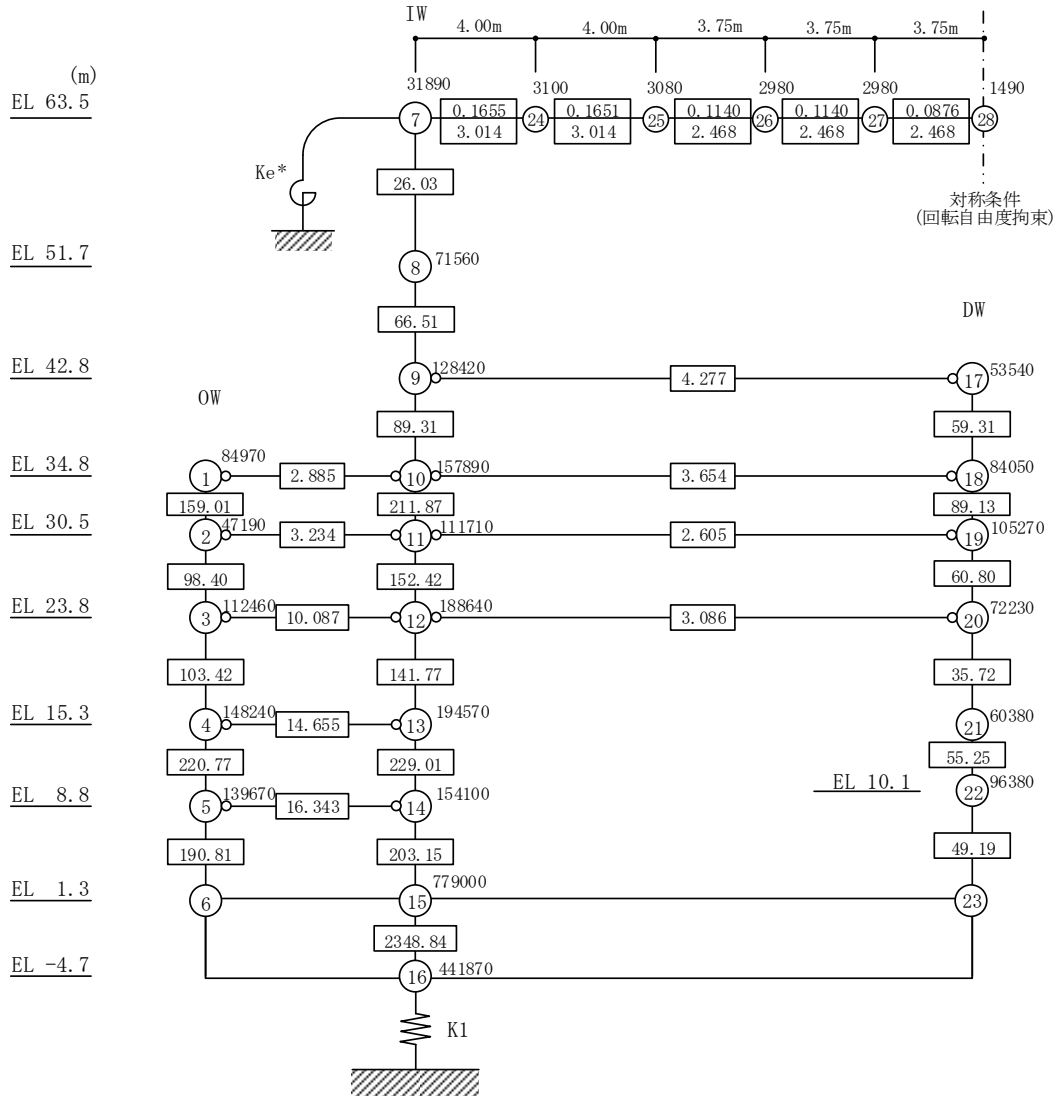 IW
4.00m 4.00m 3.75m 3.75m 3.75m
(m)
31890 3100 3080 2980 2980 1490
EL 63.5
7 0.1655 24 0.1651 25 0.1140 26 0.1140 27 0.0876 28
3.014 3.014 2.468 2.468 2.468
Ke*
26.03
対称条件
(回転自由度拘束)
EL 51.7
8 71560
66.51
DW
EL 42.8
9 128420 4.277 17 53540
OW
89.31 59.31
EL 34.8
1 84970 2.885 10 157890 3.654 18 84050
159.01 211.87 89.13
EL 30.5
2 47190 3.234 11 111710 2.605 19 105270
98.40 152.42 60.80
EL 23.8
3 112460 10.087 12 188640 3.086 20 72230
103.42 141.77 35.72
EL 15.3
4 148240 14.655 13 194570 21 60380
220.77 229.01 55.25
EL 8.8
5 139670 16.343 14 154100 EL 10.1 22 96380
190.81 203.15 49.19
EL 1.3
6 15 779000 23
2348.84
EL -4.7
16 441870
K1